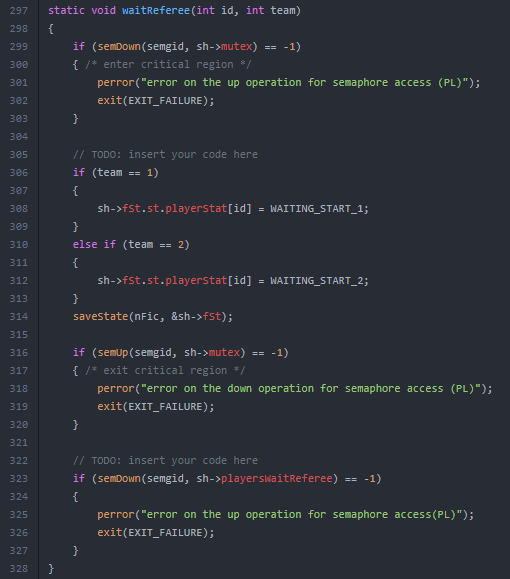 297 static void waitReferee(int id, int team)
298 {
299     if (semDown(semgid, sh->mutex) == -1)
300     { /* enter critical region */
301         perror("error on the up operation for semaphore access (PL)");
302         exit(EXIT_FAILURE);
303     }
304
305     // TODO: insert your code here
306     if (team == 1)
307     {
308         sh->fSt.st.playerStat[id] = WAITING_START_1;
309     }
310     else if (team == 2)
311     {
312         sh->fSt.st.playerStat[id] = WAITING_START_2;
313     }
314     saveState(nFic, &sh->fSt);
315
316     if (semUp(semgid, sh->mutex) == -1)
317     { /* exit critical region */
318         perror("error on the down operation for semaphore access (PL)");
319         exit(EXIT_FAILURE);
320     }
321
322     // TODO: insert your code here
323     if (semDown(semgid, sh->playersWaitReferee) == -1)
324     {
325         perror("error on the up operation for semaphore access(PL)");
326         exit(EXIT_FAILURE);
327     }
328 }